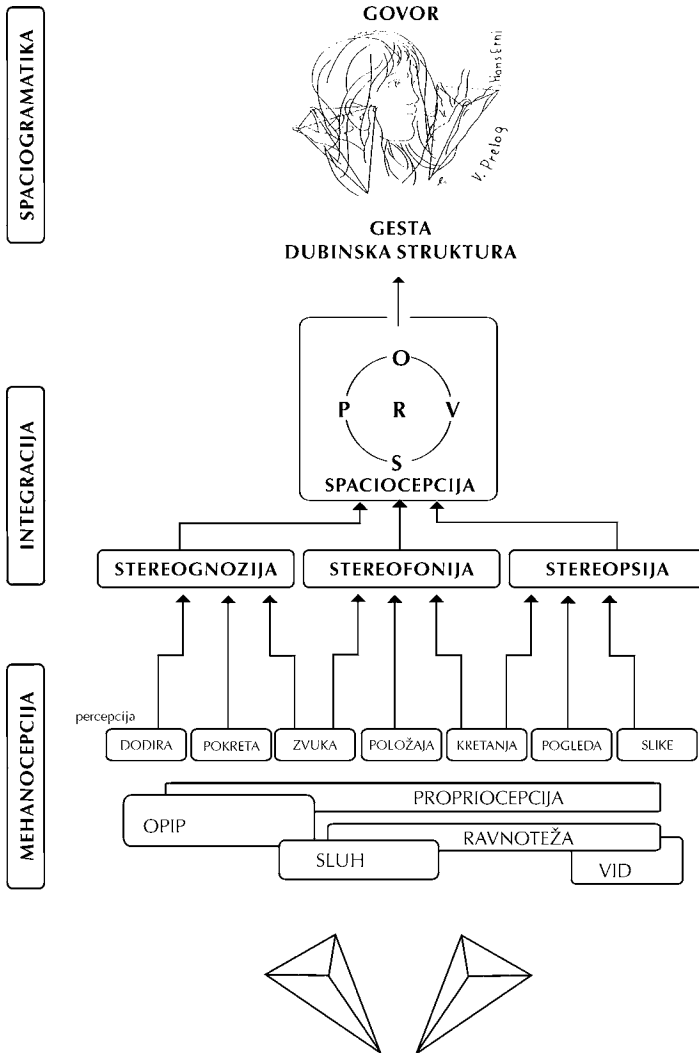 GOVOR
Hans Erni
V. Prelog
SPACIOGRAMATIKA
GESTA
DUBINSKA STRUKTURA
O
P R V
S
SPACIOCEPCIJA
INTEGRACIJA
STEREOGNOZIJA STEREOFONIJA STEREOPSIJA
MEHANOCEPCIJA
percepcija
DODIRA POKRETA ZVUKA POLOŽAJA KRETANJA POGLEDA SLIKE
PROPRIOCEPCIJA
OPIP
RAVNOTEŽA
SLUH
VID